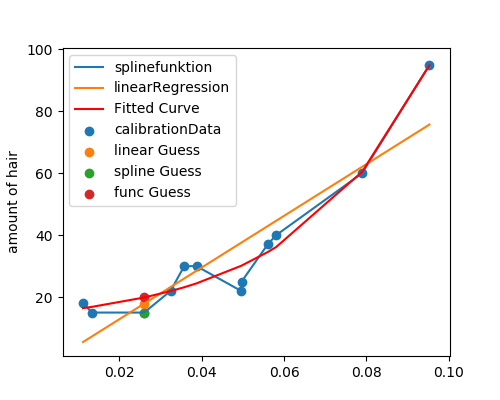 100
80
60
40
20
amount of hair
splinefunktion
linearRegression
Fitted Curve
calibrationData
linear Guess
spline Guess
func Guess
0.02 0.04 0.06 0.08 0.10